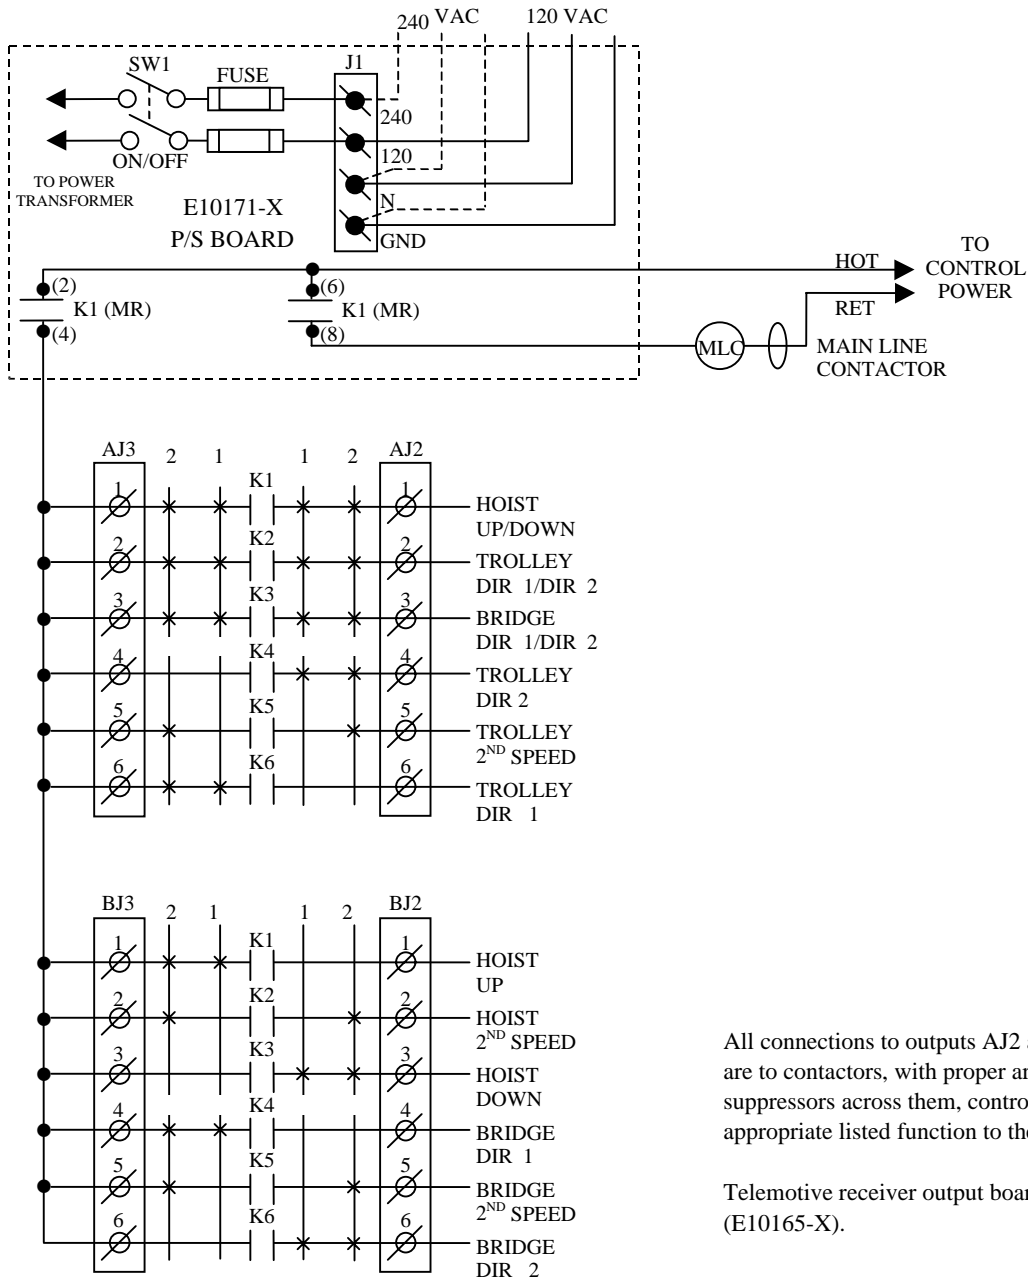 240 VAC 120 VAC
SW1 FUSE J1
240
120
ON/OFF
TO POWER
TRANSFORMER
N
E10171-X
P/S BOARD
GND
TO
CONTROL
POWER
HOT
RET
(2) K1 (MR) (4)
(6) K1 (MR) (8)
MLC
MAIN LINE
CONTACTOR
AJ3 2 1 1 2 AJ2
1 K1 1 HOIST
UP/DOWN
2 K2 2 TROLLEY
DIR 1/DIR 2
3 K3 3 BRIDGE
DIR 1/DIR 2
4 K4 4 TROLLEY
DIR 2
5 K5 5 TROLLEY
2ND SPEED
6 K6 6 TROLLEY
DIR 1
BJ3 2 1 1 2 BJ2
1 K1 1 HOIST
UP
2 K2 2 HOIST
2ND SPEED
3 K3 3 HOIST
DOWN
4 K4 4 BRIDGE
DIR 1
5 K5 5 BRIDGE
2ND SPEED
6 K6 6 BRIDGE
DIR 2
All connections to outputs AJ2
are to contactors, with proper
suppressors across them,
appropriate listed function to
Telemotive receiver output
(E10165-X).